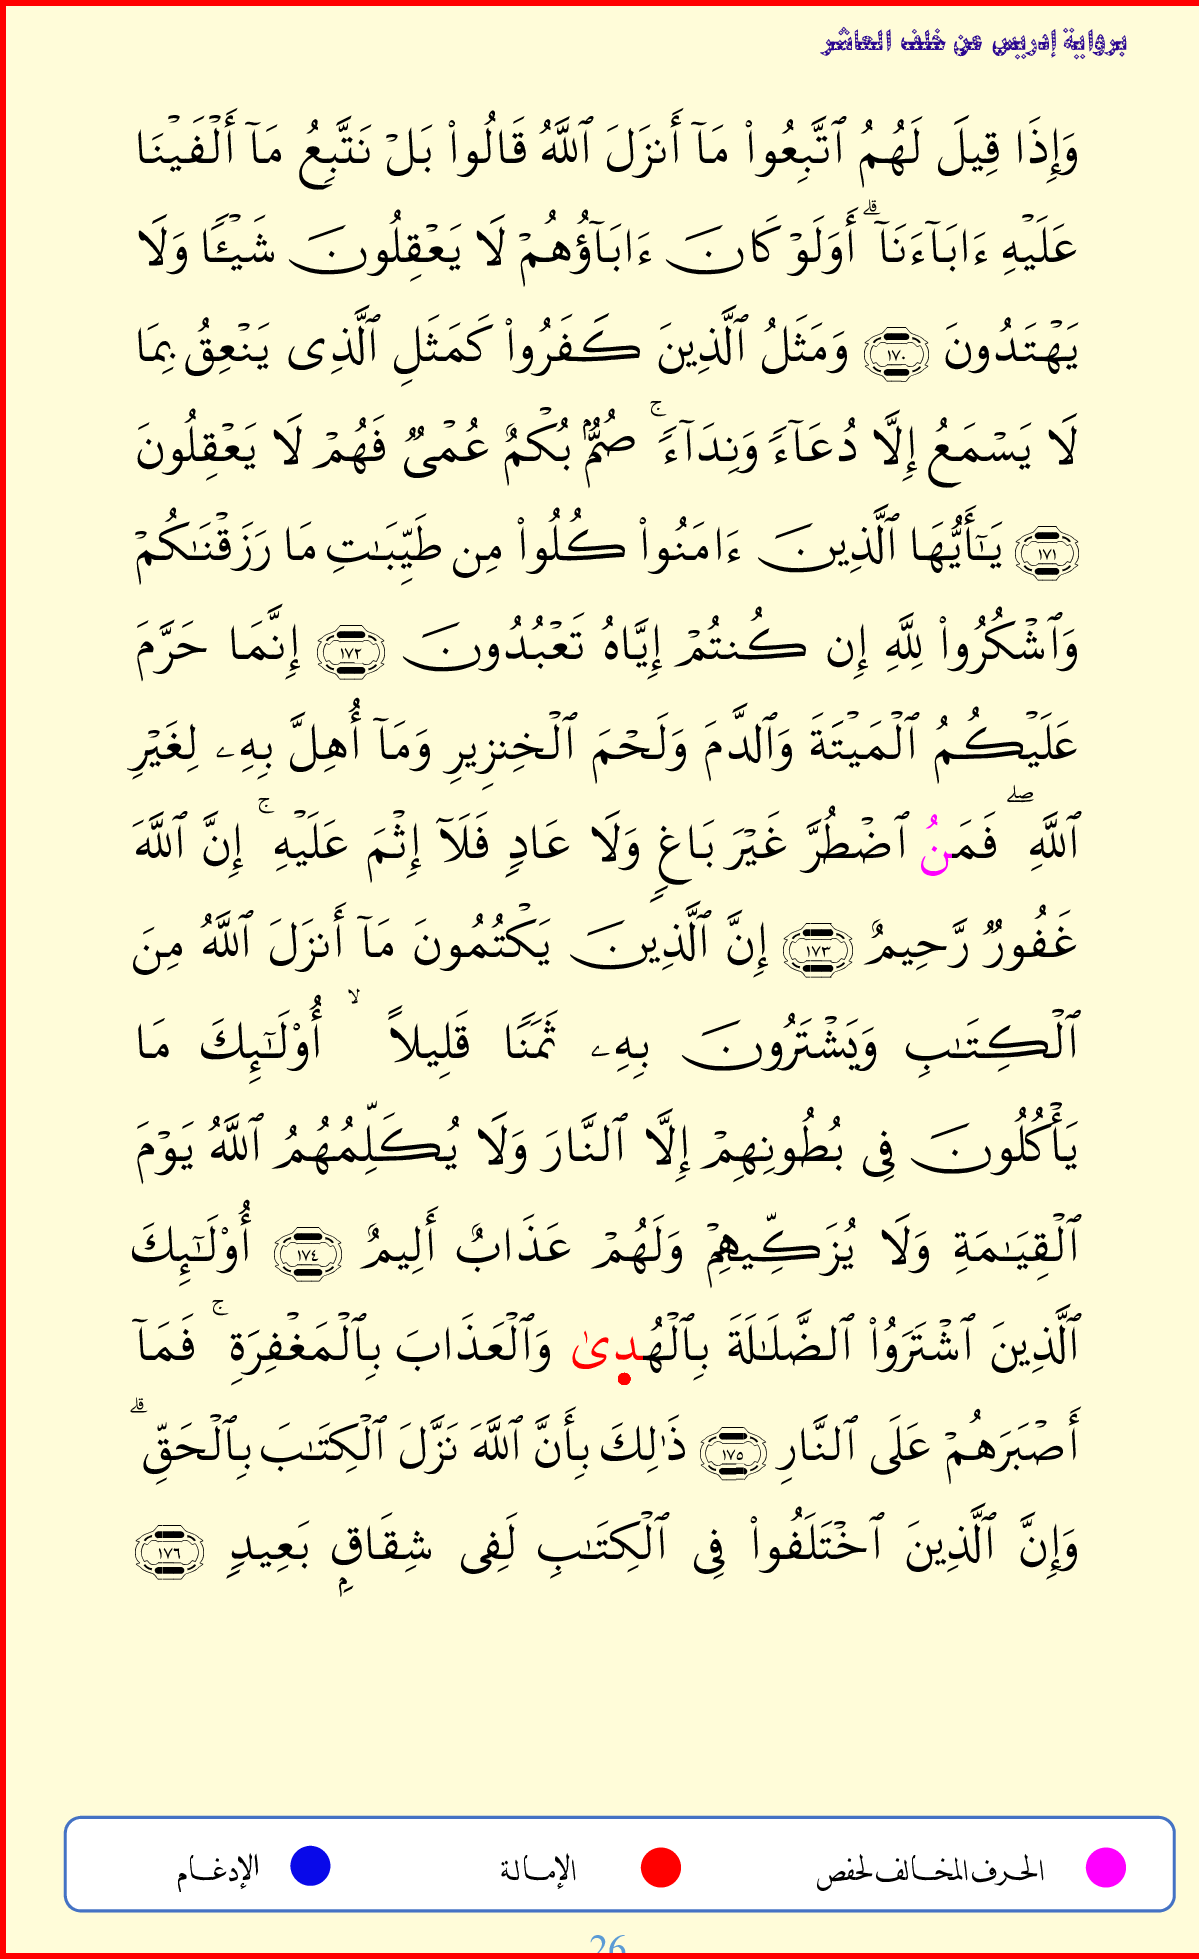 برواية إدريس عن خلف العاشر
وَإِذَا قِيلَ لَهُمُ ٱتَّبِعُوا۟ مَآ أَنزَلَ ٱللَّهُ قَالُوا۟ بَلۡ نَتَّبِعُ مَآ أَلۡفَيۡنَا
عَلَيۡهِ ءَابَآءَنَآۗ أَوَلَوۡ كَانَ ءَابَآؤُهُمۡ لَا يَعۡقِلُونَ شَيۡـًٔا وَلَا
يَهۡتَدُونَ ١٧٠ وَمَثَلُ ٱلَّذِينَ كَفَرُوا۟ كَمَثَلِ ٱلَّذِى يَنۡعِقُ بِمَا
لَا يَسۡمَعُ إِلَّا دُعَآءً وَنِدَآءًۚ صُمُّۢ بُكۡمٌ عُمۡىٌ فَهُمۡ لَا يَعۡقِلُونَ
١٧١ يَـٰٓأَيُّهَا ٱلَّذِينَ ءَامَنُوا۟ كُلُوا۟ مِن طَيِّبَـٰتِ مَا رَزَقۡنَـٰكُمۡ
وَٱشۡكُرُوا۟ لِلَّهِ إِن كُنتُمۡ إِيَّاهُ تَعۡبُدُونَ ١٧٢ إِنَّمَا حَرَّمَ
عَلَيۡكُمُ ٱلۡمَيۡتَةَ وَٱلدَّمَ وَلَحۡمَ ٱلۡخِنزِيرِ وَمَآ أُهِلَّ بِهِۦ لِغَيۡرِ
ٱللَّهِۖ فَمَنُ ٱضۡطُرَّ غَيۡرَ بَاغٍ وَلَا عَادٍ فَلَآ إِثۡمَ عَلَيۡهِۚ إِنَّ ٱللَّهَ
غَفُورٌ رَّحِيمٌ ١٧٣ إِنَّ ٱلَّذِينَ يَكۡتُمُونَ مَآ أَنزَلَ ٱللَّهُ مِنَ
ٱلۡكِتَـٰبِ وَيَشۡتَرُونَ بِهِۦ ثَمَنًا قَلِيلاًۙ أُو۟لَـٰٓئِكَ مَا
يَأۡكُلُونَ فِى بُطُونِهِمۡ إِلَّا ٱلنَّارَ وَلَا يُكَلِّمُهُمُ ٱللَّهُ يَوۡمَ
ٱلۡقِيَـٰمَةِ وَلَا يُزَكِّيهِمۡ وَلَهُمۡ عَذَابٌ أَلِيمٌ ١٧٤ أُو۟لَـٰٓئِكَ
ٱلَّذِينَ ٱشۡتَرَوُا۟ ٱلضَّلَـٰلَةَ بِٱلۡهُدِىٰ وَٱلۡعَذَابَ بِٱلۡمَغۡفِرَةِۚ فَمَآ
أَصۡبَرَهُمۡ عَلَى ٱلنَّارِ ١٧٥ ذَٰلِكَ بِأَنَّ ٱللَّهَ نَزَّلَ ٱلۡكِتَـٰبَ بِٱلۡحَقِّۗ
وَإِنَّ ٱلَّذِينَ ٱخۡتَلَفُوا۟ فِى ٱلۡكِتَـٰبِ لَفِى شِقَاقٍۭ بَعِيدٍ ١٧٦
الحرف المخالف لحفص الإمالة الإدغام
26